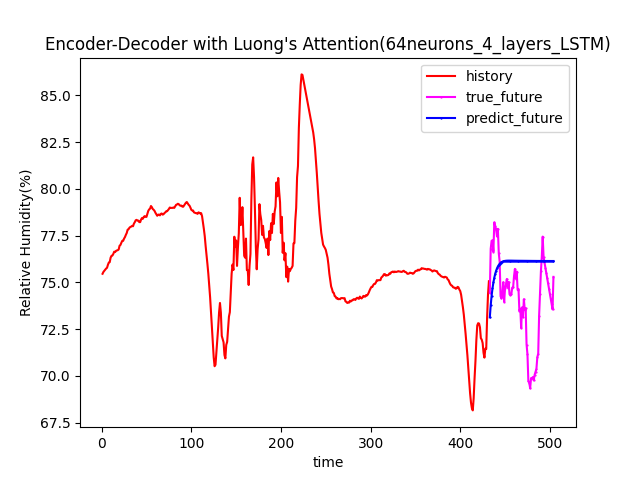 Encoder-Decoder with Luong's Attention(64neurons_4_layers_LSTM)
history
true_future
predict_future
Relative Humidity(%)
85.0
82.5
80.0
77.5
75.0
72.5
70.0
67.5
0 100 200 300 400 500
time